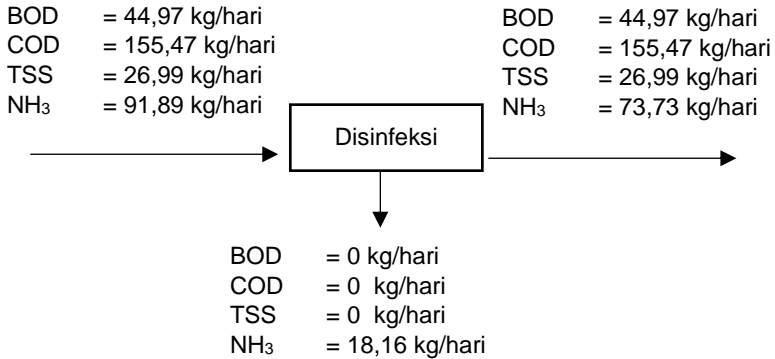 BOD = 44,97 kg/hari
COD = 155,47 kg/hari
TSS = 26,99 kg/hari
NH₃ = 91,89 kg/hari
BOD = 44,97 kg/hari
COD = 155,47 kg/hari
TSS = 26,99 kg/hari
NH₃ = 73,73 kg/hari
Disinfeksi
BOD = 0 kg/hari
COD = 0 kg/hari
TSS = 0 kg/hari
NH₃ = 18,16 kg/hari